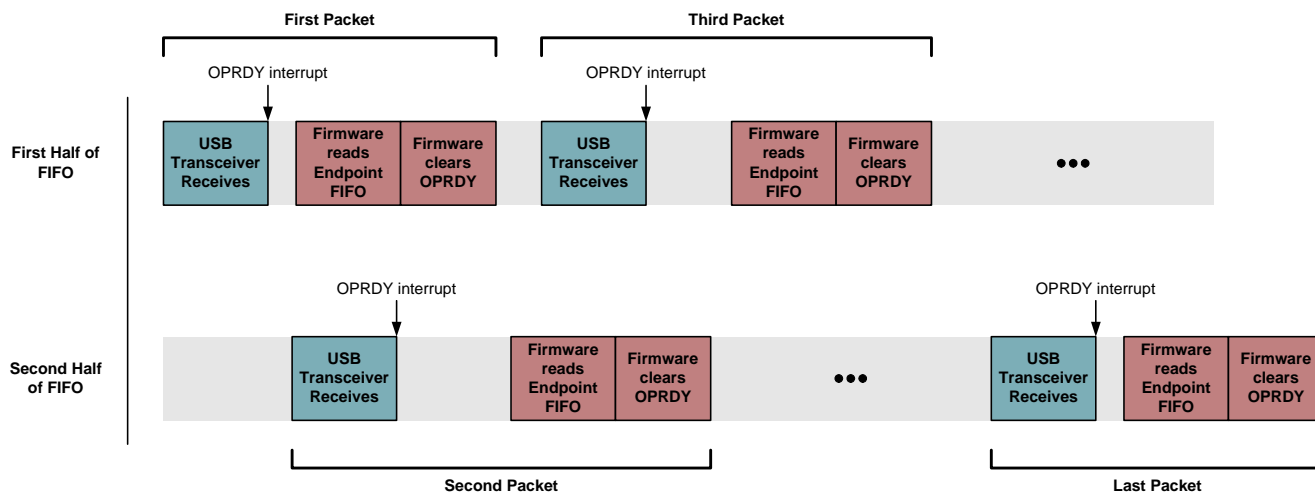 First Packet
Third Packet
OPRDY interrupt
OPRDY interrupt
First Half of
FIFO
USB
Transceiver
Receives
Firmware
reads
Endpoint
FIFO
Firmware
clears
OPRDY
USB
Transceiver
Receives
Firmware
reads
Endpoint
FIFO
Firmware
clears
OPRDY
•••
OPRDY interrupt
OPRDY interrupt
Second Half
of FIFO
USB
Transceiver
Receives
Firmware
reads
Endpoint
FIFO
Firmware
clears
OPRDY
•••
USB
Transceiver
Receives
Firmware
reads
Endpoint
FIFO
Firmware
clears
OPRDY
Second Packet
Last Packet